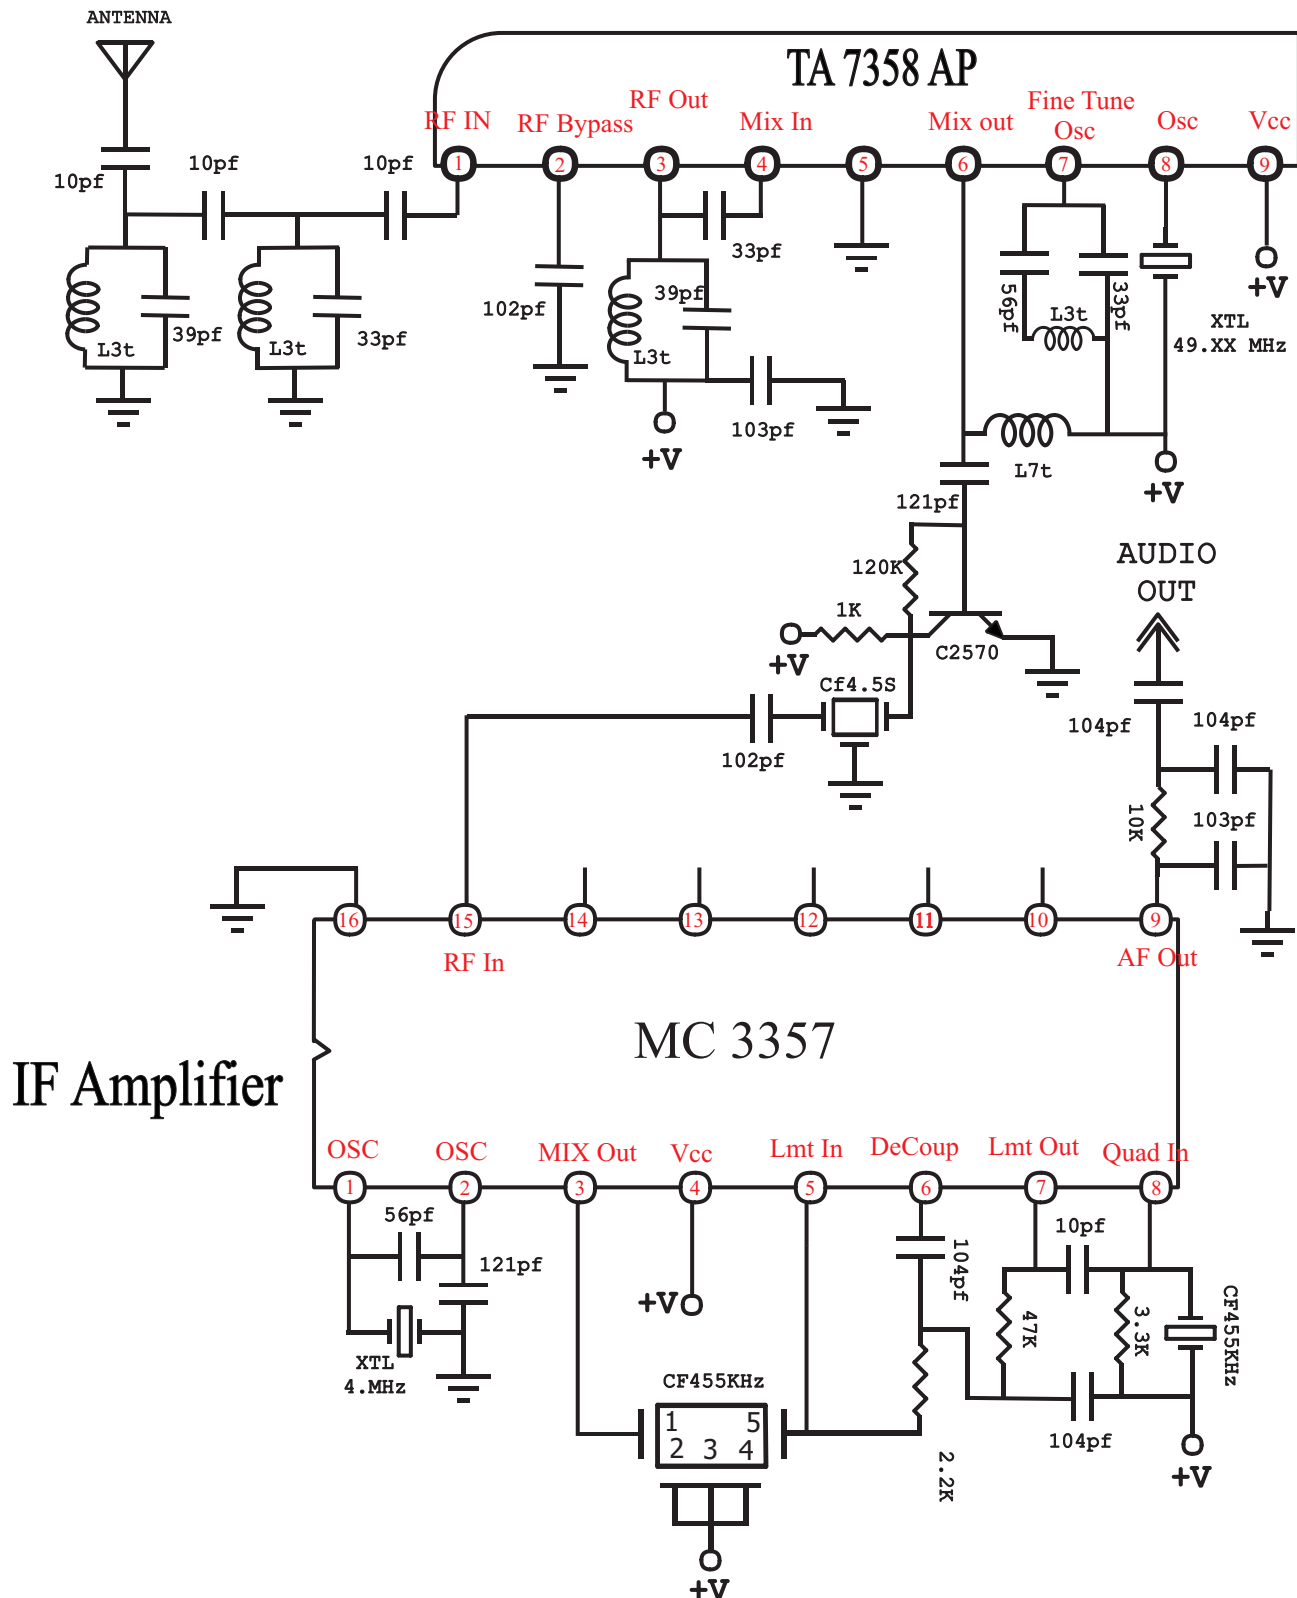 ANTENNA
TA 7358 AP
RF IN
RF Bypass
RF Out
Mix In
Mix out
Fine Tune
Osc
Osc
Vcc
1
2
3
4
5
6
7
8
9
10pf
10pf
10pf
39pf
L3t
L3t
33pf
102pf
33pf
39pf
L3t
103pf
+V
56pf
33pf
L3t
XTL
49.XX MHz
+V
L7t
+V
121pf
120K
1K
+V
C2570
Cf4.5S
102pf
AUDIO
OUT
104pf
104pf
10K
103pf
16
15
14
13
12
11
10
9
RF In
AF Out
MC 3357
IF Amplifier
OSC
OSC
MIX Out
Vcc
Lmt In
DeCoup
Lmt Out
Quad In
1
2
3
4
5
6
7
8
56pf
121pf
XTL
4.MHz
+V
CF455KHz
1
5
2
3
4
+V
104pf
2.2K
10pf
47K
3.3K
CF455KHz
104pf
+V